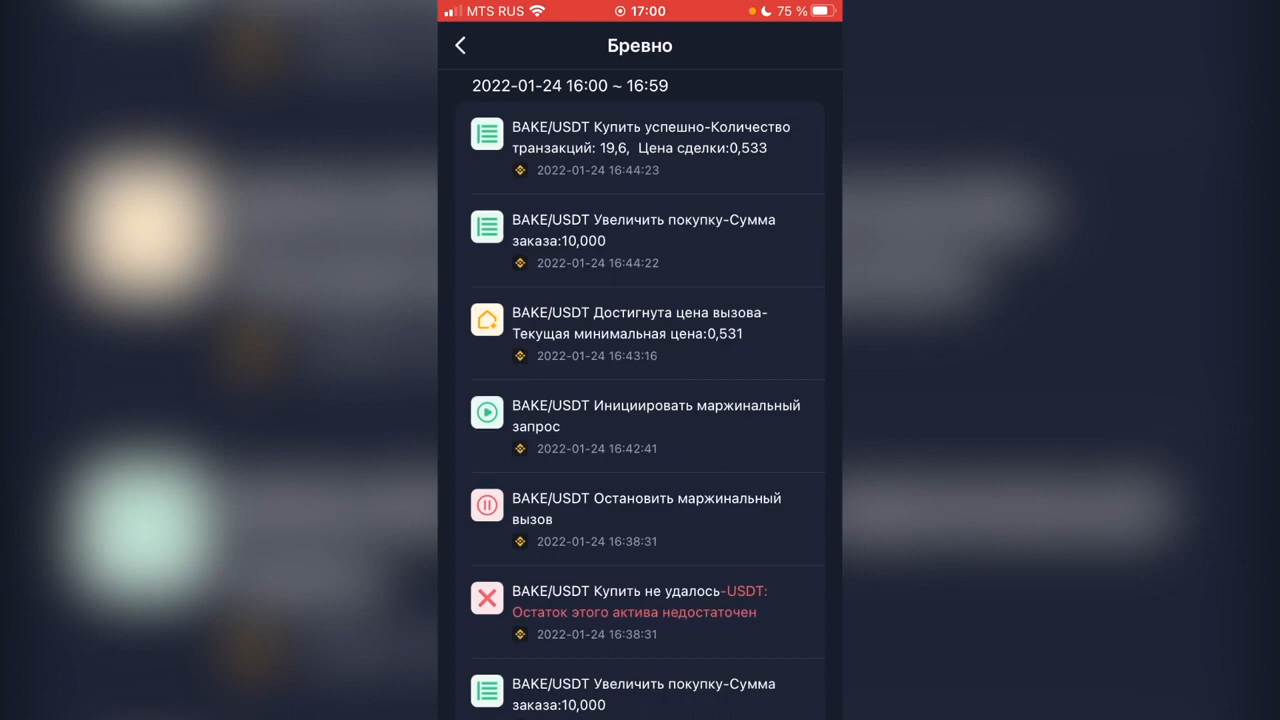 MTS RUS 17:00 75 %
Бревно
2022-01-24 16:00 ~ 16:59
BAKE/USDT Купить успешно-Количество
транзакций: 19,6, Цена сделки:0,533
2022-01-24 16:44:23
BAKE/USDT Увеличить покупку-Сумма
заказа:10,000
2022-01-24 16:44:22
BAKE/USDT Достигнута цена вызова-
Текущая минимальная цена:0,531
2022-01-24 16:43:16
BAKE/USDT Инициировать маржинальный
запрос
2022-01-24 16:42:41
BAKE/USDT Остановить маржинальный
вызов
2022-01-24 16:38:31
BAKE/USDT Купить не удалось-USDT:
Остаток этого актива недостаточен
2022-01-24 16:38:31
BAKE/USDT Увеличить покупку-Сумма
заказа:10,000